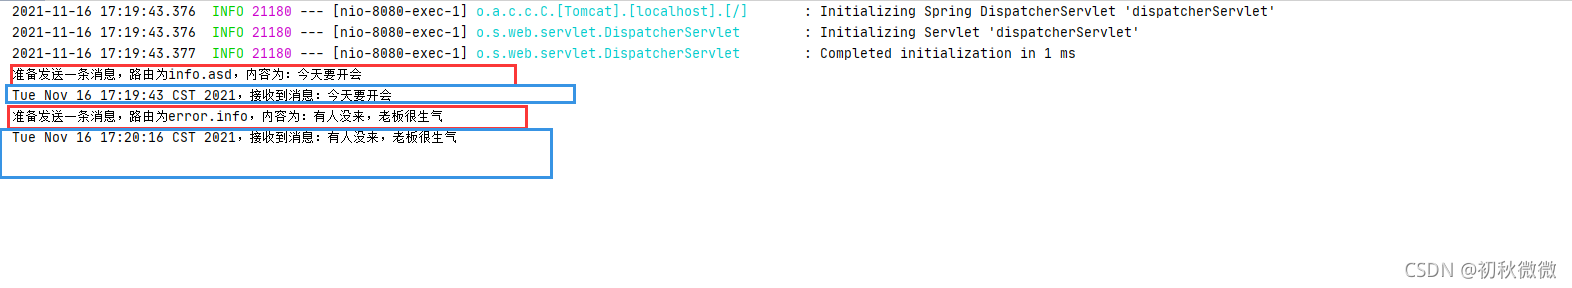 2021-11-16 17:19:43.376  INFO 21180 --- [nio-8080-exec-1] o.a.c.c.C.[Tomcat].[localhost].[/]       : Initializing Spring DispatcherServlet 'dispatcherServlet'
2021-11-16 17:19:43.376  INFO 21180 --- [nio-8080-exec-1] o.s.web.servlet.DispatcherServlet        : Initializing Servlet 'dispatcherServlet'
2021-11-16 17:19:43.377  INFO 21180 --- [nio-8080-exec-1] o.s.web.servlet.DispatcherServlet        : Completed initialization in 1 ms
准备发送一条消息，路由为info.asd，内容为：今天要开会
Tue Nov 16 17:19:43 CST 2021，接收到消息：今天要开会
准备发送一条消息，路由为error.info，内容为：有人没来，老板很生气
Tue Nov 16 17:20:16 CST 2021，接收到消息：有人没来，老板很生气
CSDN @初秋微微